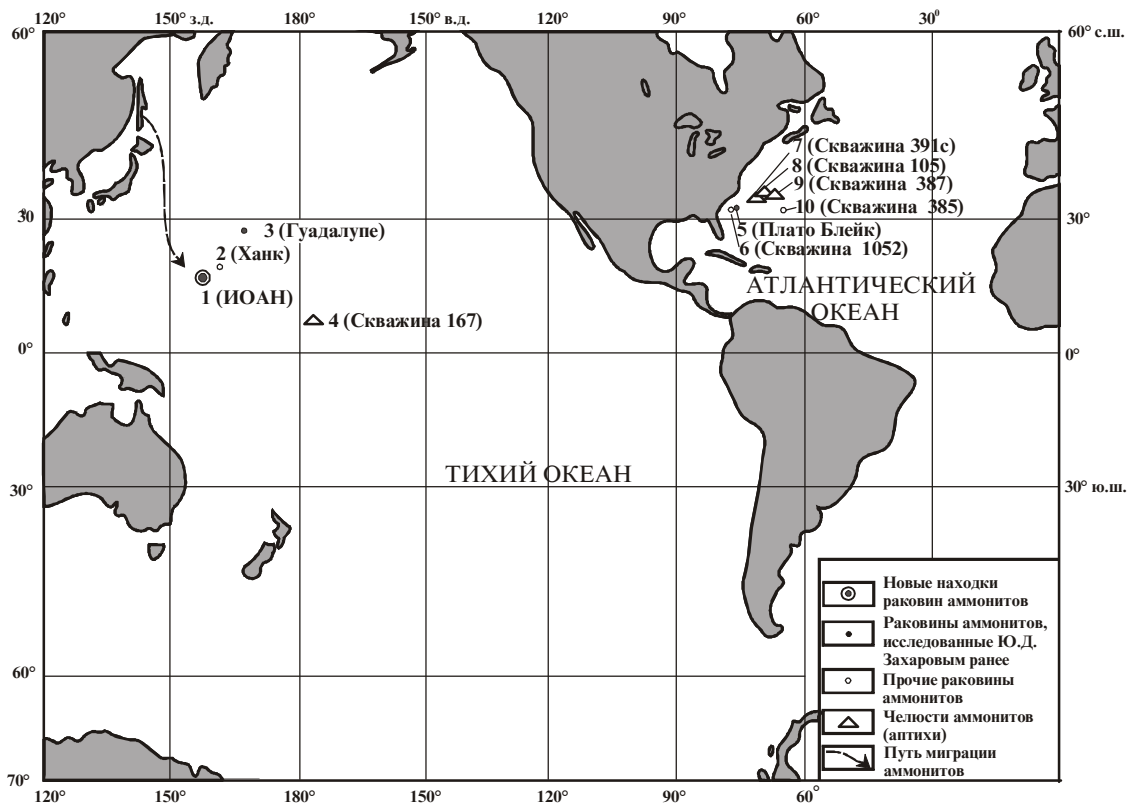 120° 150° з.д. 180° 150° в.д. 90° 60° 30⁰
60° 60° с.ш.
7 (Скважина 391с)
8 (Скважина 105)
9 (Скважина 387)
10 (Скважина 385)
30 30°
3 (Гуадалупе)
5 (Плато Блейк)
2 (Ханк)
6 (Скважина 1052)
1 (ИОАН)
АТЛАНТИЧЕСКИЙ
ОКЕАН
4 (Скважина 167)
0° 0°
ТИХИЙ ОКЕАН
30° 30° ю.ш.
Новые находки
раковин аммонитов
Раковины аммонитов,
исследованные Ю.Д.
Захаровым ранее
Прочие раковины
аммонитов
Челюсти аммонитов
(аптихи)
Путь миграции
аммонитов
60°
70°
120° 150° 180° 150° 120° 90° 60°